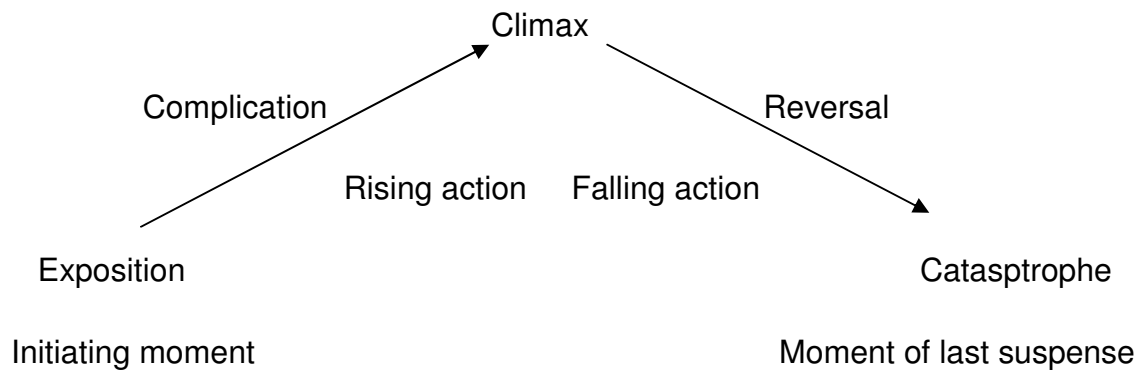 Climax
Complication Reversal
Rising action Falling action
Exposition Catasptrophe
Initiating moment Moment of last suspense